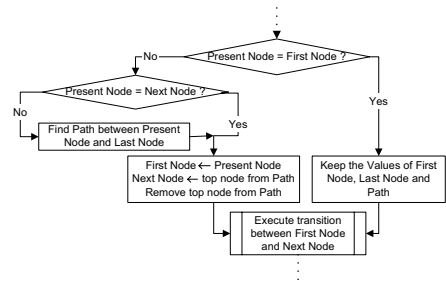 Present Node = First Node ?
No
Present Node = Next Node ?
Yes
No
Yes
Find Path between Present
Node and Last Node
First Node ← Present Node
Next Node ← top node from Path
Remove top node from Path
Keep the Values of First
Node, Last Node and
Path
Execute transition
between First Node
and Next Node